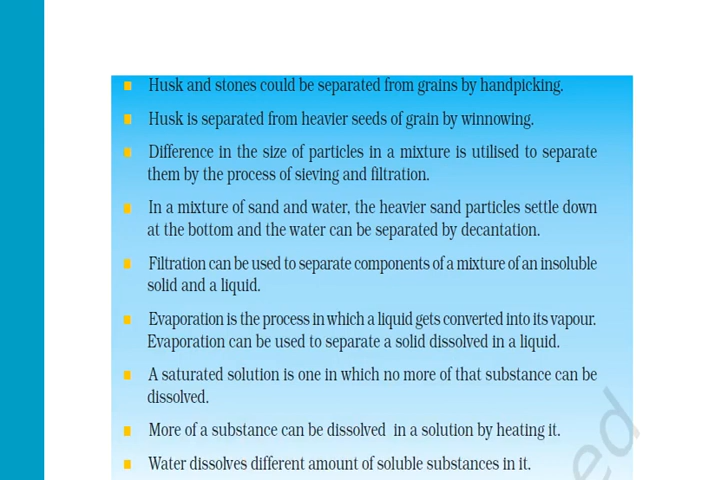 Husk and stones could be separated from grains by handpicking.
Husk is separated from heavier seeds of grain by winnowing.
Difference in the size of particles in a mixture is utilised to separate
them by the process of sieving and filtration.
In a mixture of sand and water, the heavier sand particles settle down
at the bottom and the water can be separated by decantation.
Filtration can be used to separate components of a mixture of an insoluble
solid and a liquid.
Evaporation is the process in which a liquid gets converted into its vapour.
Evaporation can be used to separate a solid dissolved in a liquid.
A saturated solution is one in which no more of that substance can be
dissolved.
More of a substance can be dissolved in a solution by heating it.
Water dissolves different amount of soluble substances in it.
ed